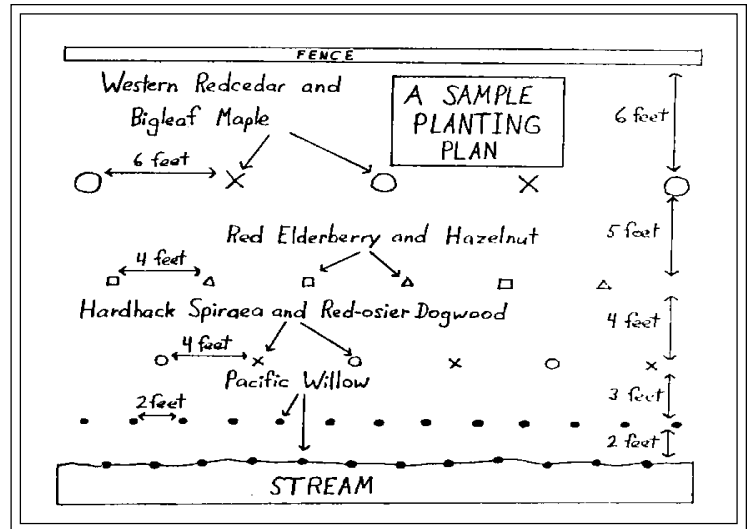 FENCE
Western Redcedar and
Bigleaf Maple
A SAMPLE
PLANTING
PLAN
6 feet
6 feet
Red Elderberry and Hazelnut
5 feet
4 feet
Hardhack Spiraea and Red-osier Dogwood
4 feet
4 feet
Pacific Willow
3 feet
2 feet
2 feet
STREAM